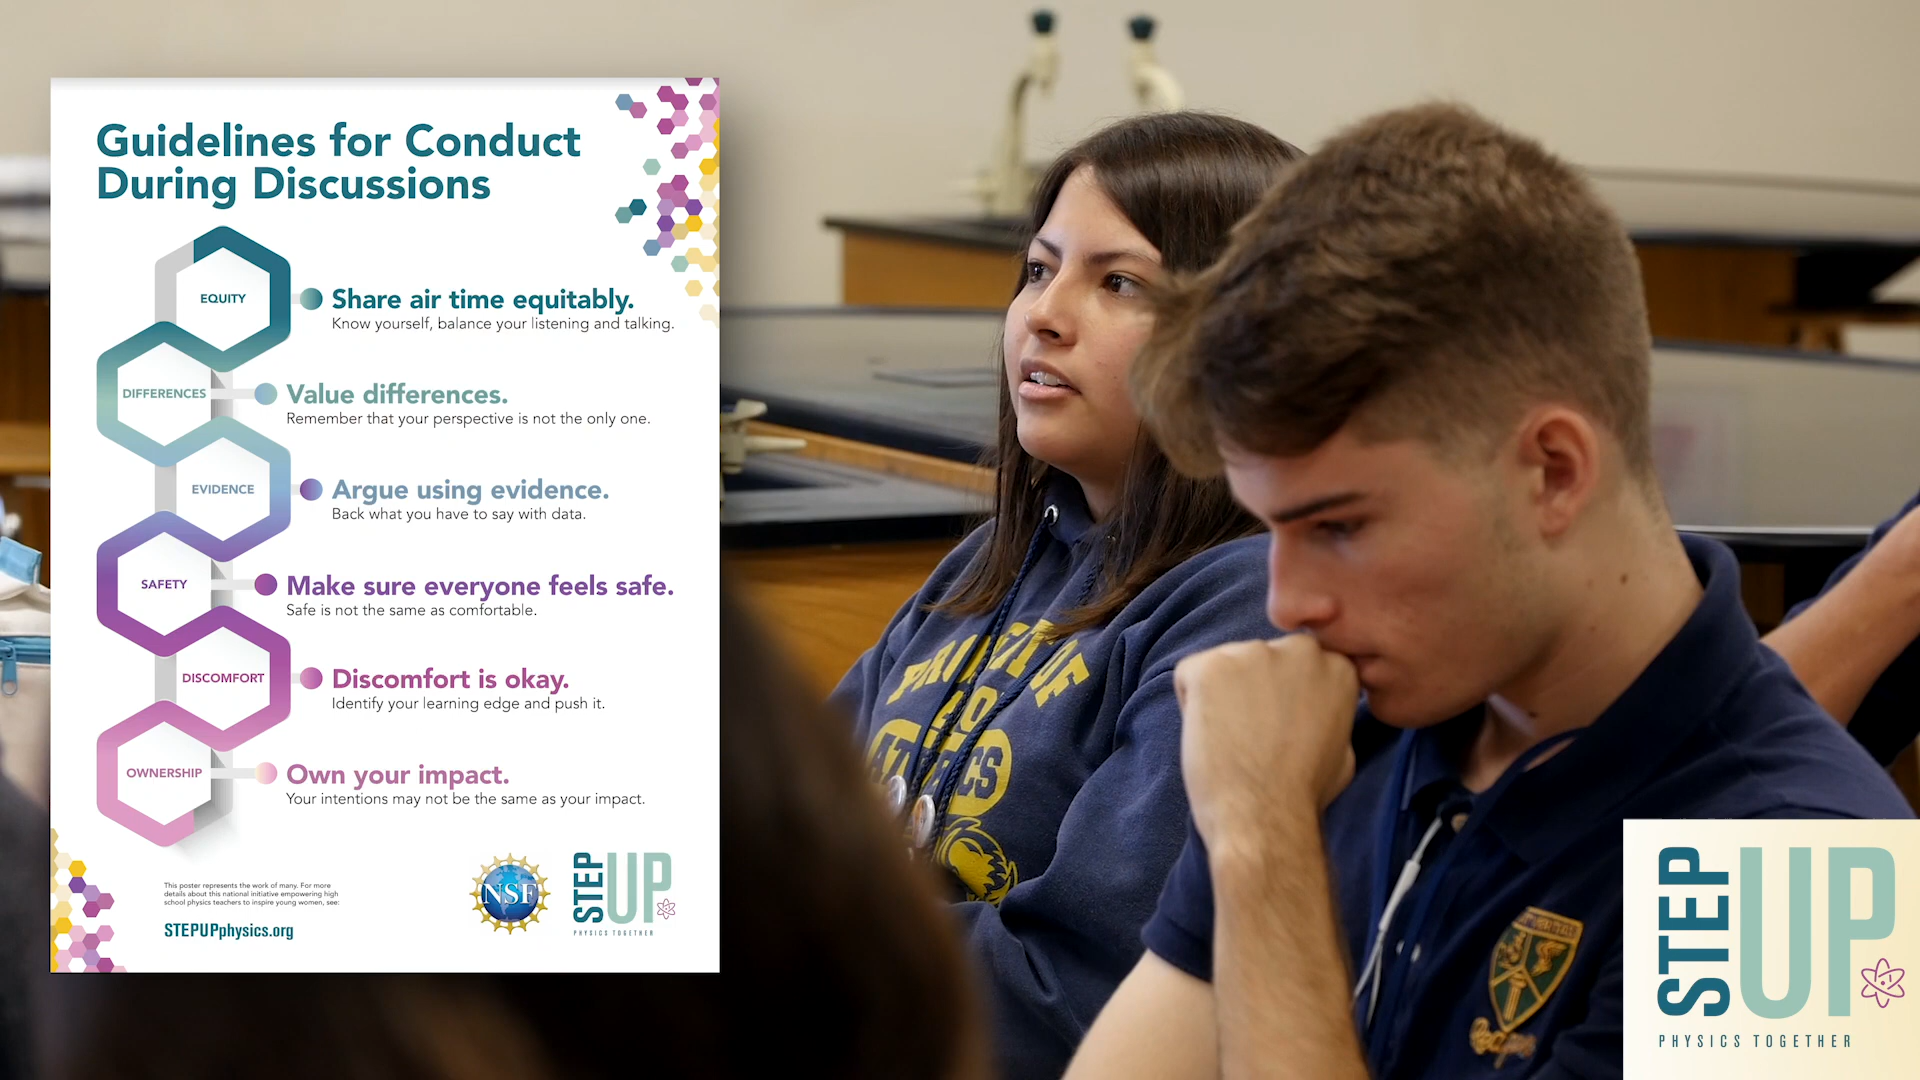 Guidelines for Conduct
During Discussions
EQUITY
Share air time equitably.
Know yourself, balance your listening and talking.
DIFFERENCES
Value differences.
Remember that your perspective is not the only one.
EVIDENCE
Argue using evidence.
Back what you have to say with data.
SAFETY
Make sure everyone feels safe.
Safe is not the same as comfortable.
DISCOMFORT
Discomfort is okay.
Identify your learning edge and push it.
OWNERSHIP
Own your impact.
Your intentions may not be the same as your impact.
This poster represents the work of many. For more
details about this national initiative empowering high
school physics teachers to inspire young women, see:
STEPUPphysics.org
NSF
STEP UP
PHYSICS TOGETHER
STEP UP
PHYSICS TOGETHER